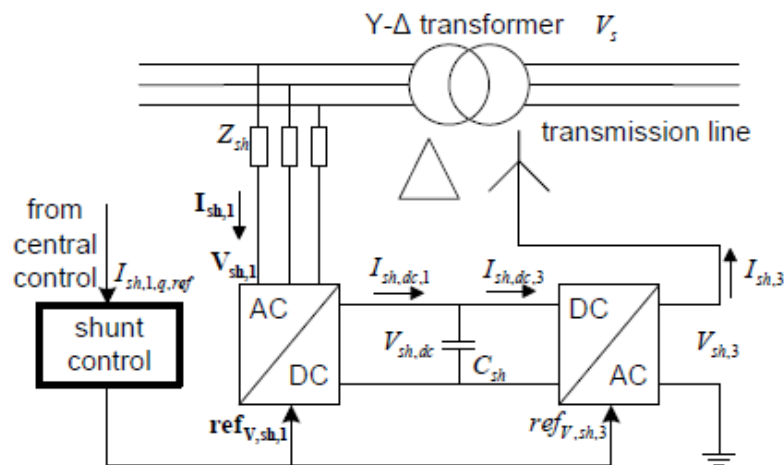 Y-Δ transformer
V_s
Z_sh
transmission line
from
central
control
I_sh,1
V_sh,1
I_sh,1,q,ref
shunt
control
AC
DC
I_sh,dc,1
I_sh,dc,3
V_sh,dc
C_sh
DC
AC
I_sh,3
V_sh,3
ref_V,sh,1
ref_V,sh,3